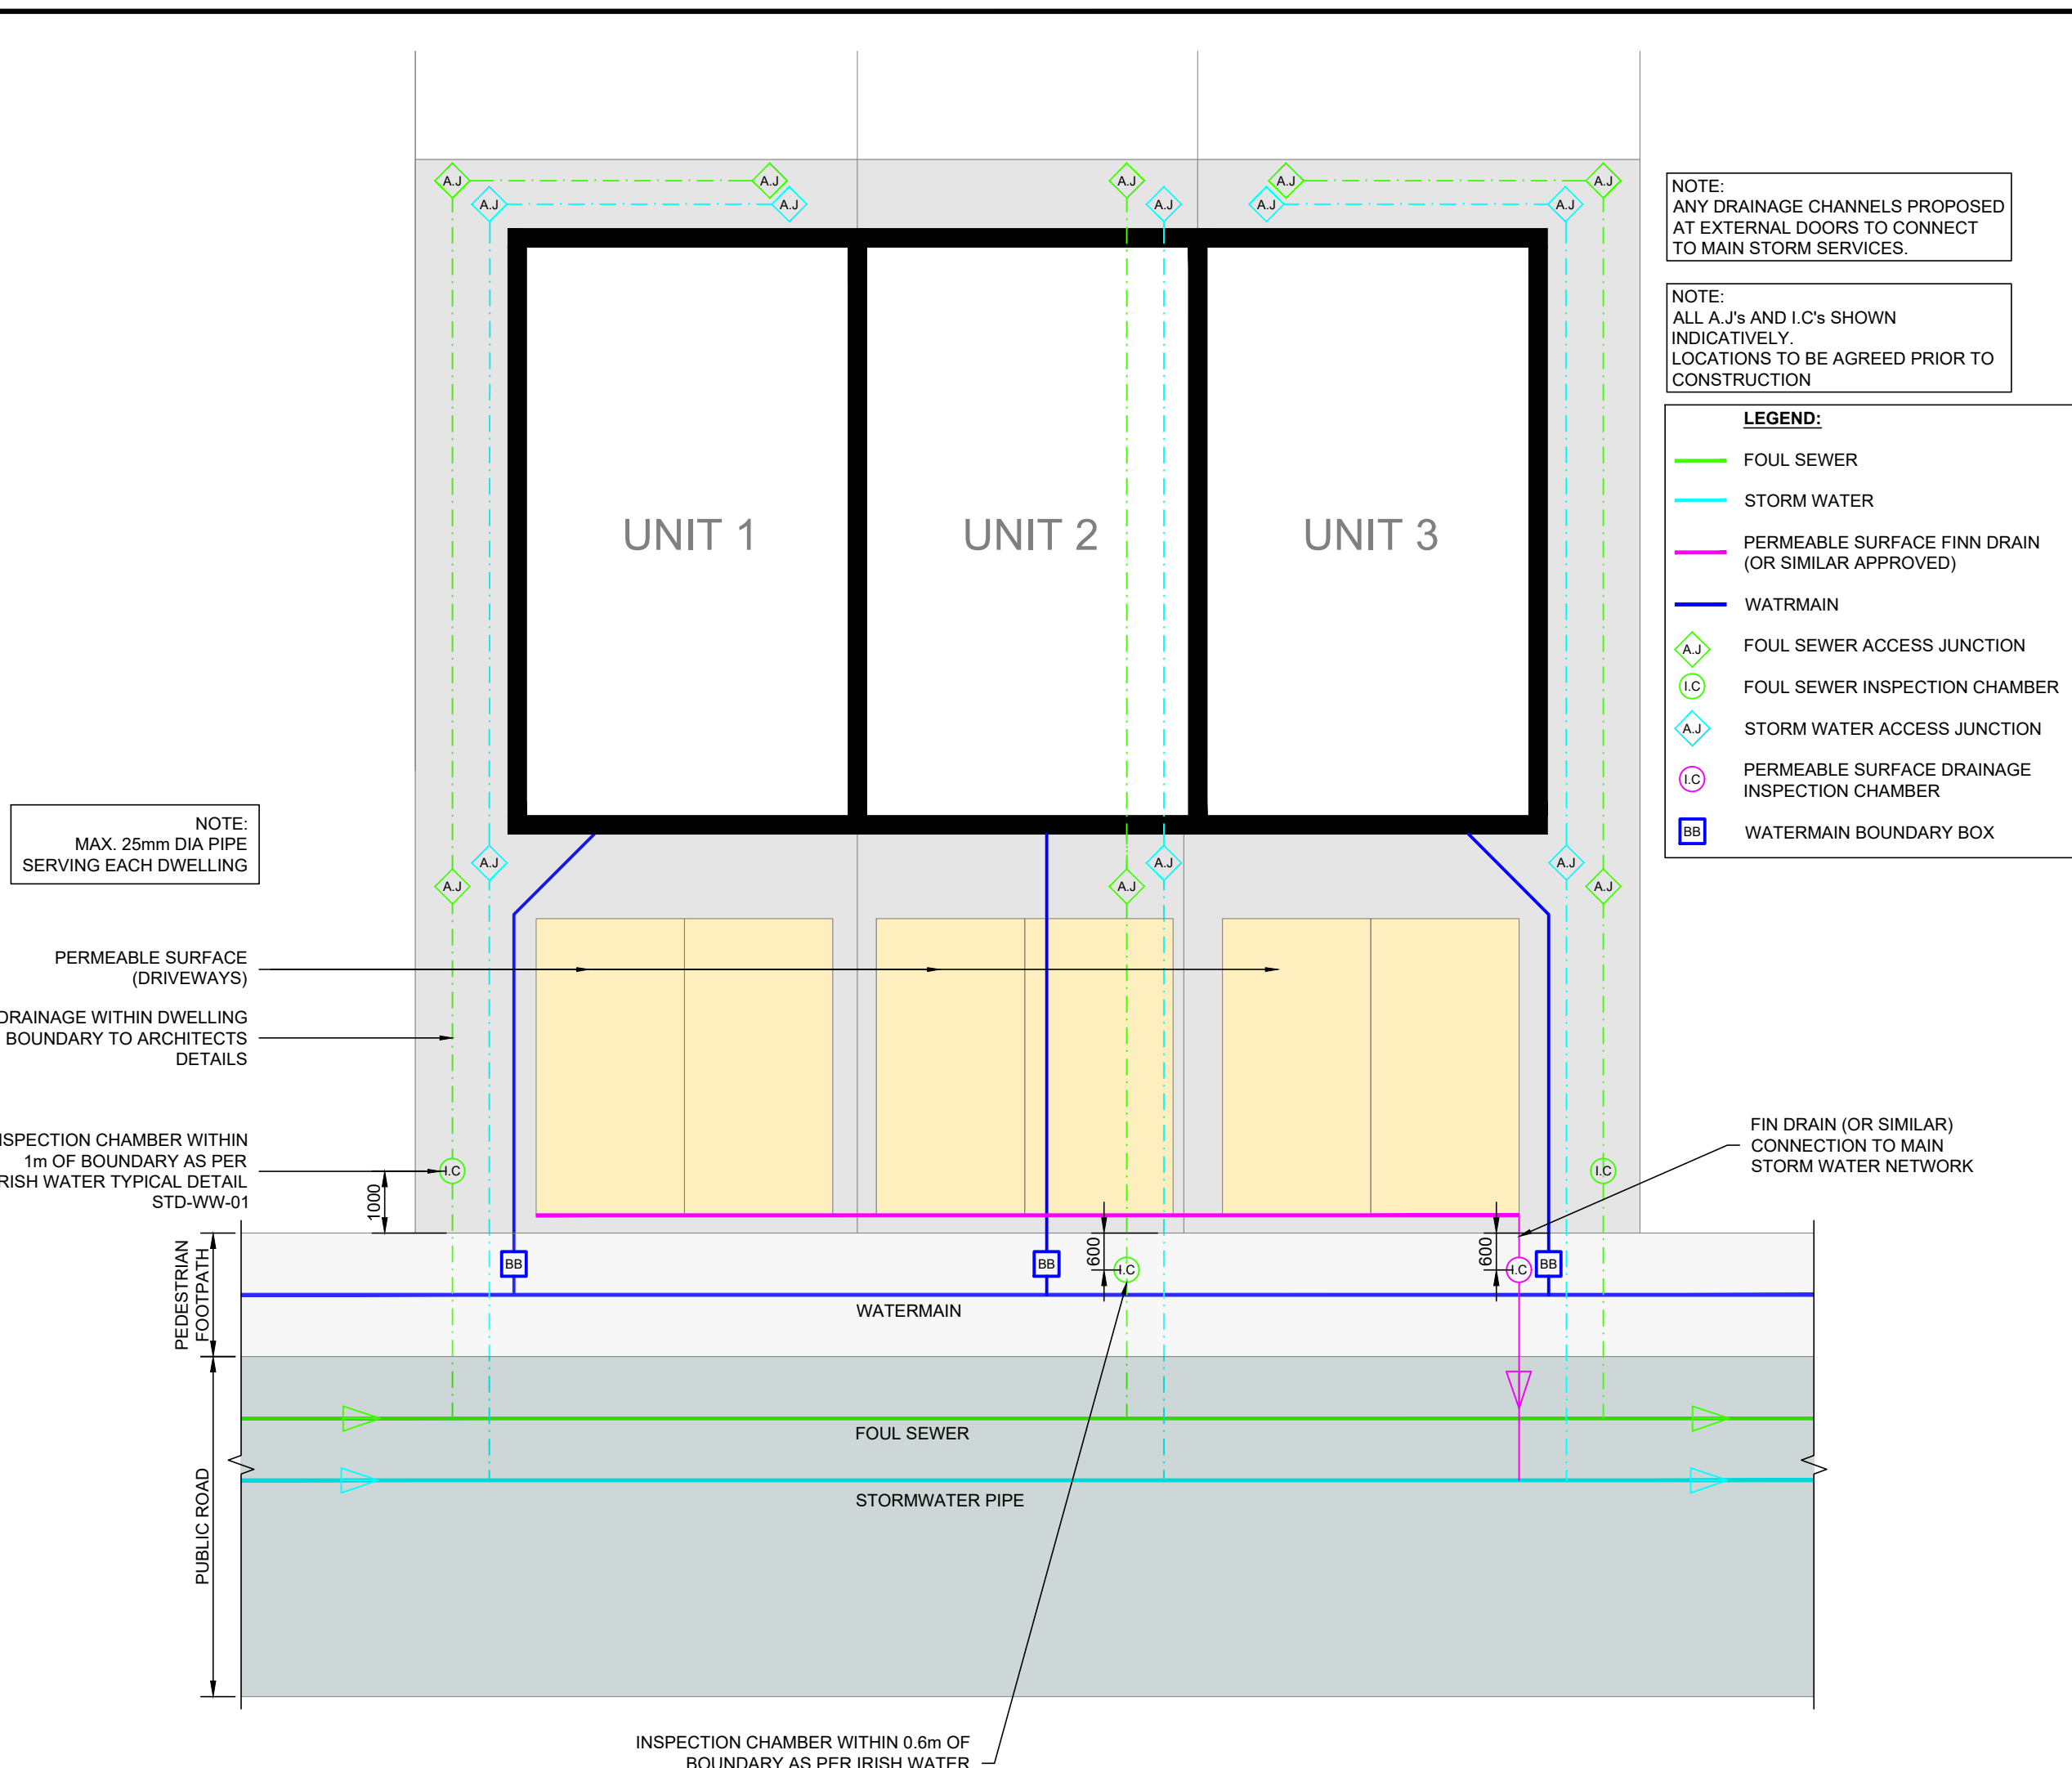 A.J
A.J
A.J
A.J
A.J
A.J
A.J
A.J
A.J
A.J
NOTE:
ANY DRAINAGE CHANNELS PROPOSED
AT EXTERNAL DOORS TO CONNECT
TO MAIN STORM SERVICES.
NOTE:
ALL A.J's AND I.C's SHOWN
INDICATIVELY.
LOCATIONS TO BE AGREED PRIOR TO
CONSTRUCTION
LEGEND:
FOUL SEWER
STORM WATER
PERMEABLE SURFACE FINN DRAIN
(OR SIMILAR APPROVED)
WATRMAIN
A.J
FOUL SEWER ACCESS JUNCTION
I.C
FOUL SEWER INSPECTION CHAMBER
A.J
STORM WATER ACCESS JUNCTION
I.C
PERMEABLE SURFACE DRAINAGE
INSPECTION CHAMBER
BB
WATERMAIN BOUNDARY BOX
UNIT 1
UNIT 2
UNIT 3
NOTE:
MAX. 25mm DIA PIPE
SERVING EACH DWELLING
A.J
A.J
A.J
A.J
A.J
A.J
PERMEABLE SURFACE
(DRIVEWAYS)
DRAINAGE WITHIN DWELLING
BOUNDARY TO ARCHITECTS
DETAILS
NSPECTION CHAMBER WITHIN
1m OF BOUNDARY AS PER
RISH WATER TYPICAL DETAIL
STD-WW-01
I.C
I.C
1000
FIN DRAIN (OR SIMILAR)
CONNECTION TO MAIN
STORM WATER NETWORK
PEDESTRIAN
FOOTPATH
BB
BB
600
I.C
600
I.C
BB
WATERMAIN
FOUL SEWER
STORMWATER PIPE
PUBLIC ROAD
INSPECTION CHAMBER WITHIN 0.6m OF
BOUNDARY AS PER IRISH WATER